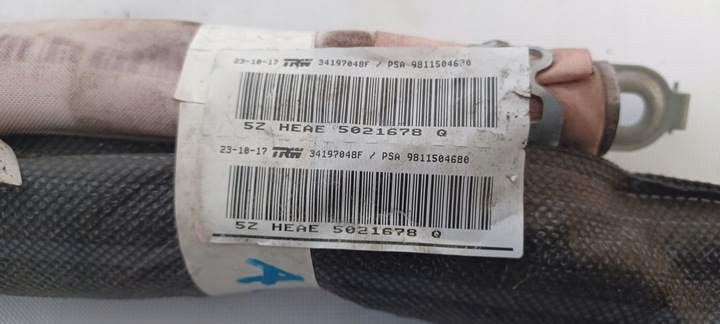 23-10-17 TRW 34197048F / PSA 9811504680
5Z HEAE 5021678 Q
23-10-17 TRW 34197048F / PSA 9811504680
5Z HEAE 5021678 Q
A